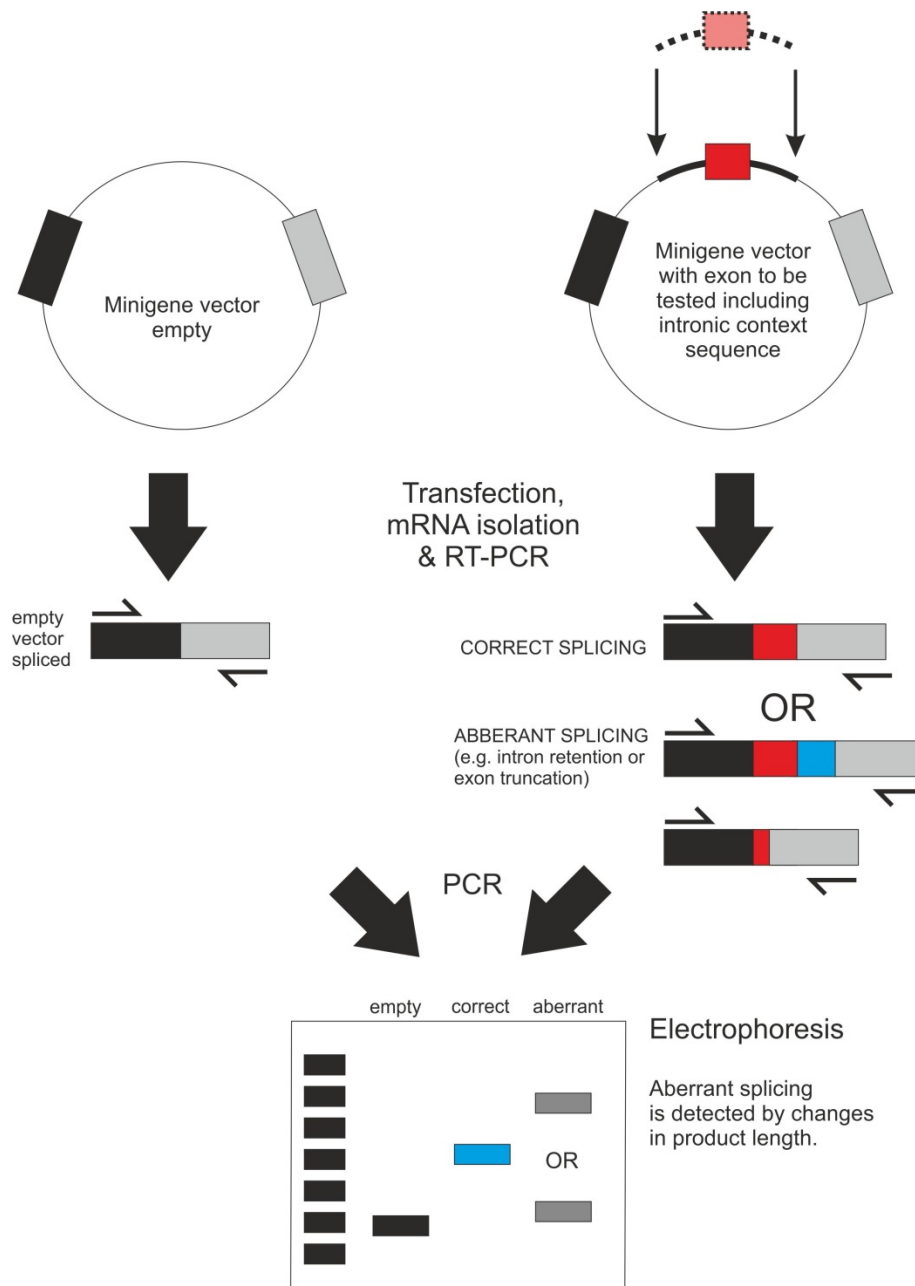 Minigene vector
empty
Minigene vector
with exon to be
tested including
intronic context
sequence
Transfection,
mRNA isolation
& RT-PCR
empty
vector
spliced
CORRECT SPLICING
OR
ABBERANT SPLICING
(e.g. intron retention or
exon truncation)
PCR
empty correct aberrant
OR
Electrophoresis
Aberrant splicing
is detected by changes
in product length.